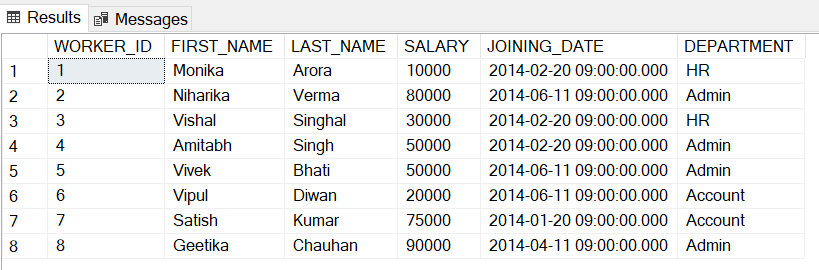 Results Messages
WORKER_ID FIRST_NAME LAST_NAME SALARY JOINING_DATE DEPARTMENT
1 1 Monika Arora 10000 2014-02-20 09:00:00.000 HR
2 2 Niharika Verma 80000 2014-06-11 09:00:00.000 Admin
3 3 Vishal Singhal 30000 2014-02-20 09:00:00.000 HR
4 4 Amitabh Singh 50000 2014-02-20 09:00:00.000 Admin
5 5 Vivek Bhati 50000 2014-06-11 09:00:00.000 Admin
6 6 Vipul Diwan 20000 2014-06-11 09:00:00.000 Account
7 7 Satish Kumar 75000 2014-01-20 09:00:00.000 Account
8 8 Geetika Chauhan 90000 2014-04-11 09:00:00.000 Admin